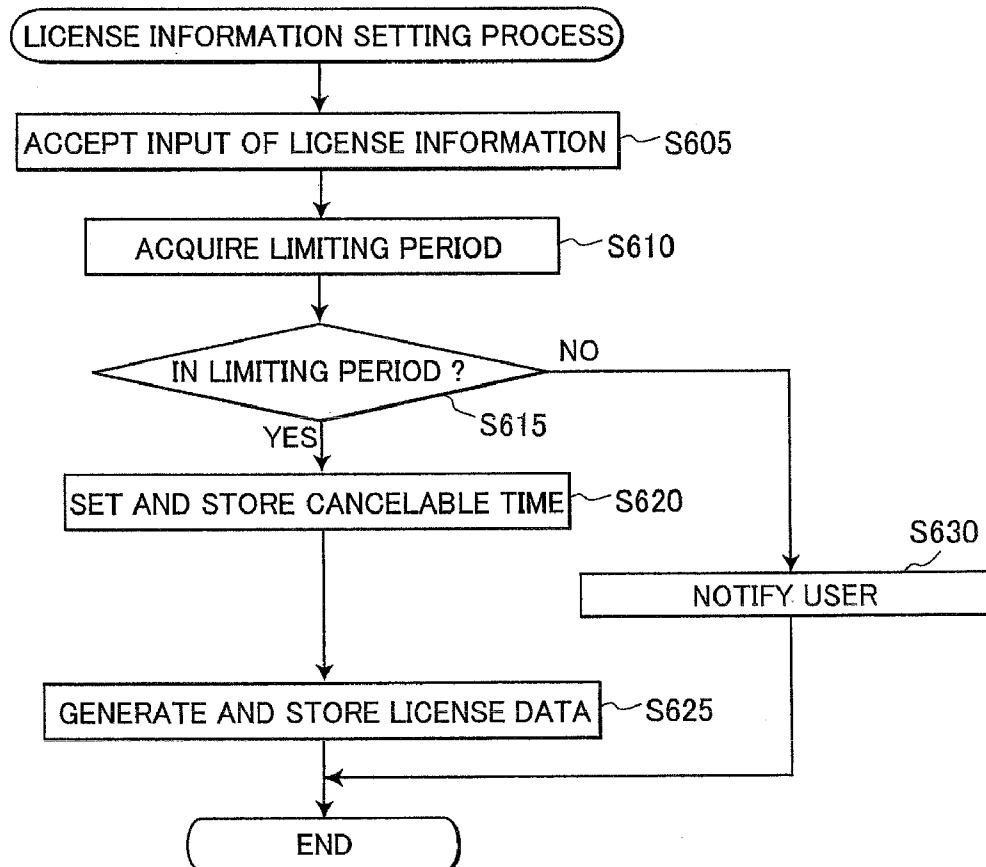 LICENSE INFORMATION SETTING PROCESS
ACCEPT INPUT OF LICENSE INFORMATION
S605
ACQUIRE LIMITING PERIOD
S610
IN LIMITING PERIOD ?
NO
S615
YES
SET AND STORE CANCELABLE TIME
S620
S630
NOTIFY USER
GENERATE AND STORE LICENSE DATA
S625
END